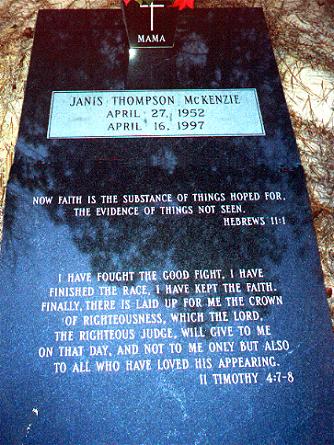 MAMA
JANIS THOMPSON McKENZIE
APRIL 27, 1952
APRIL 16, 1997
NOW FAITH IS THE SUBSTANCE OF THINGS HOPED FOR,
THE EVIDENCE OF THINGS NOT SEEN.
HEBREWS 11:1
I HAVE FOUGHT THE GOOD FIGHT, I HAVE
FINISHED THE RACE, I HAVE KEPT THE FAITH.
FINALLY, THERE IS LAID UP FOR ME THE CROWN
OF RIGHTEOUSNESS, WHICH THE LORD,
THE RIGHTEOUS JUDGE, WILL GIVE TO ME
ON THAT DAY, AND NOT TO ME ONLY BUT ALSO
TO ALL WHO HAVE LOVED HIS APPEARING.
II TIMOTHY 4:7-8